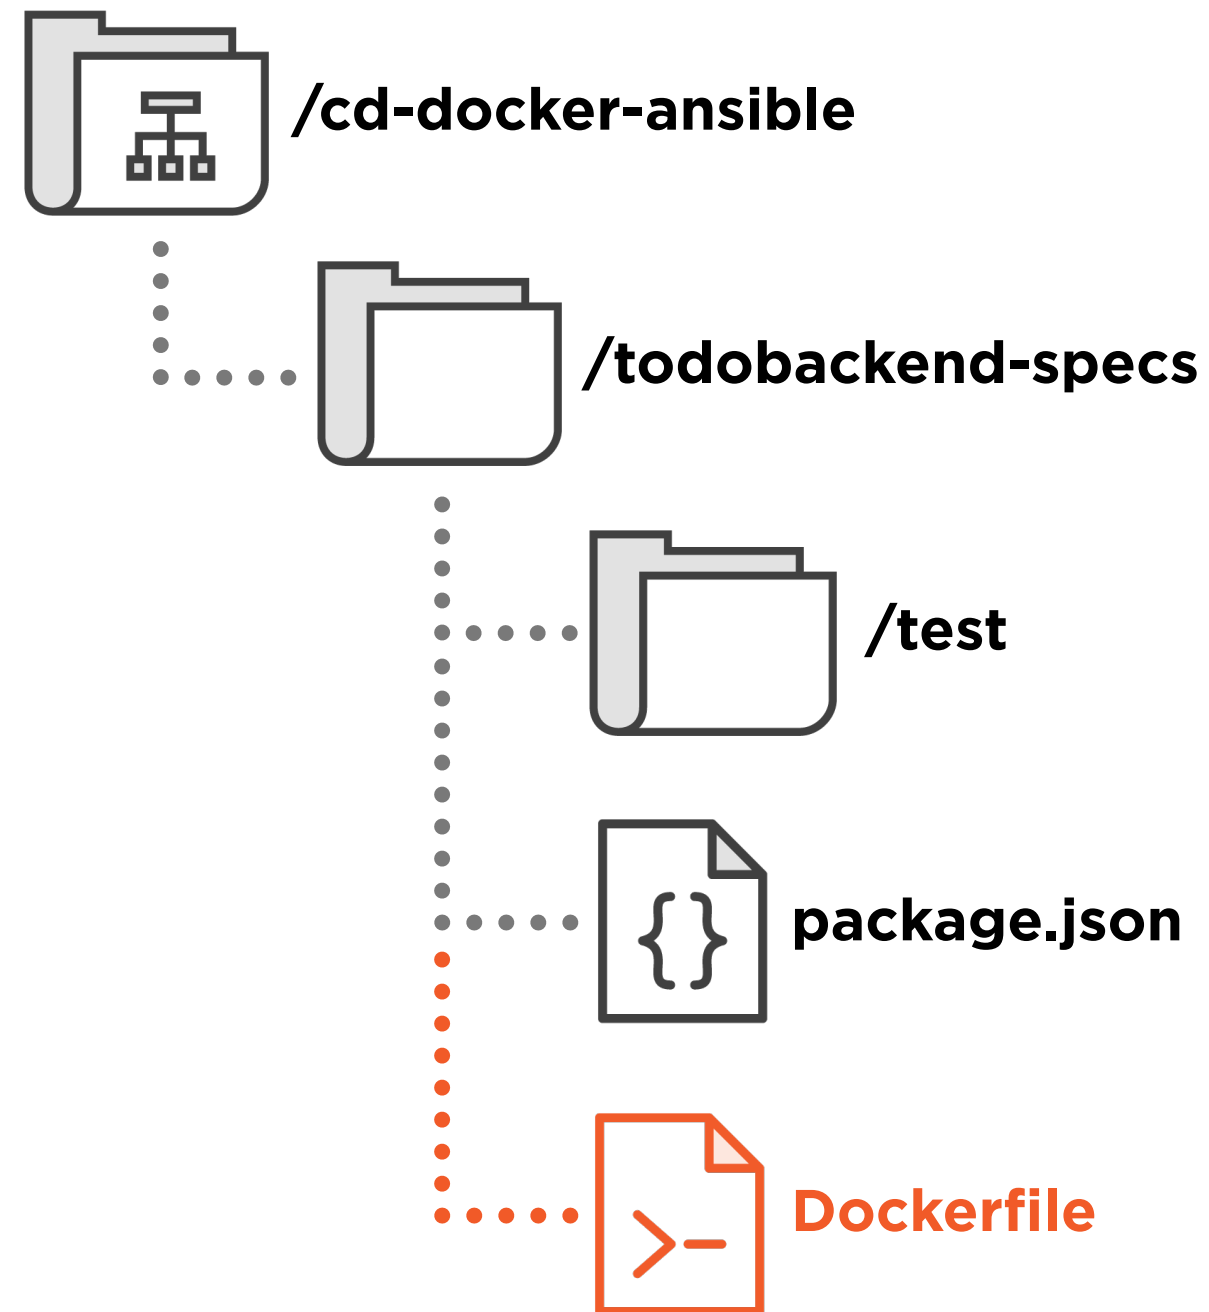 /cd-docker-ansible
/todobackend-specs
/test
package.json
Dockerfile